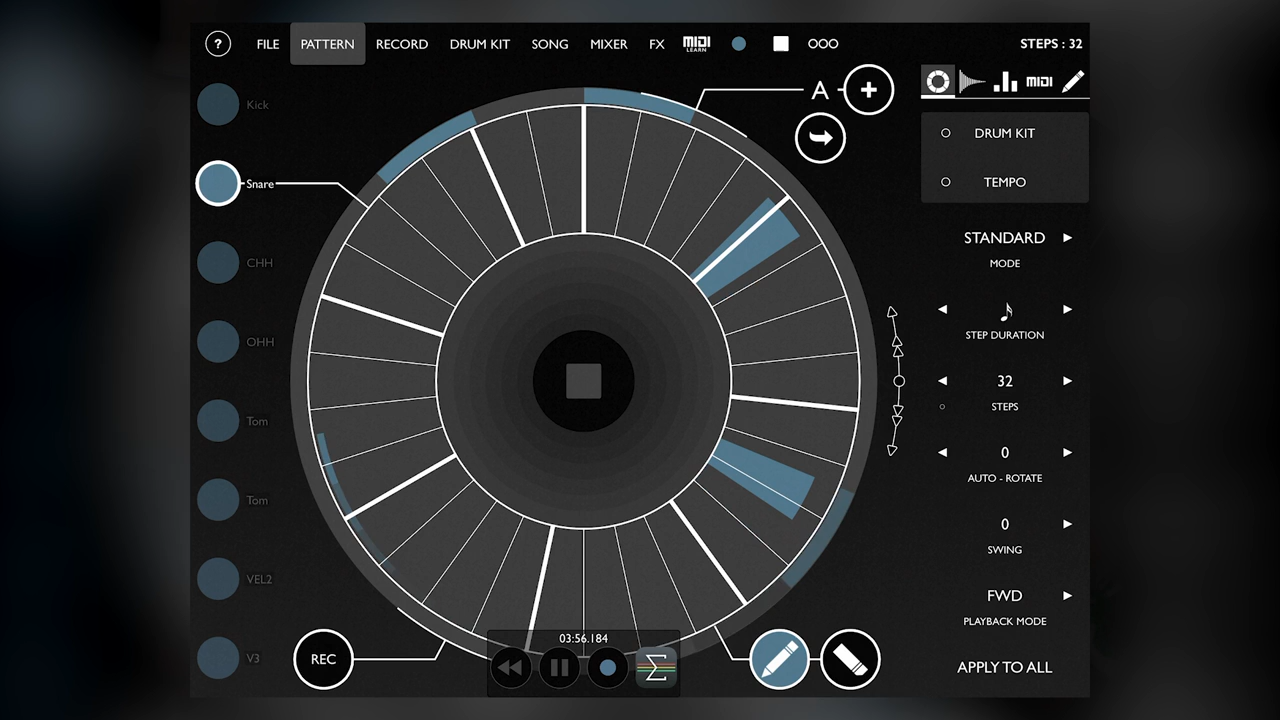 ? FILE PATTERN RECORD DRUM KIT SONG MIXER FX MIDI LEARN STEPS : 32
Kick
A +
MIDI
DRUM KIT
TEMPO
Snare
STANDARD
MODE
CHH
STEP DURATION
OHH
32
STEPS
Tom
0
AUTO - ROTATE
Tom
0
SWING
VEL2
FWD
PLAYBACK MODE
03:56.184
V3
REC
Σ
APPLY TO ALL